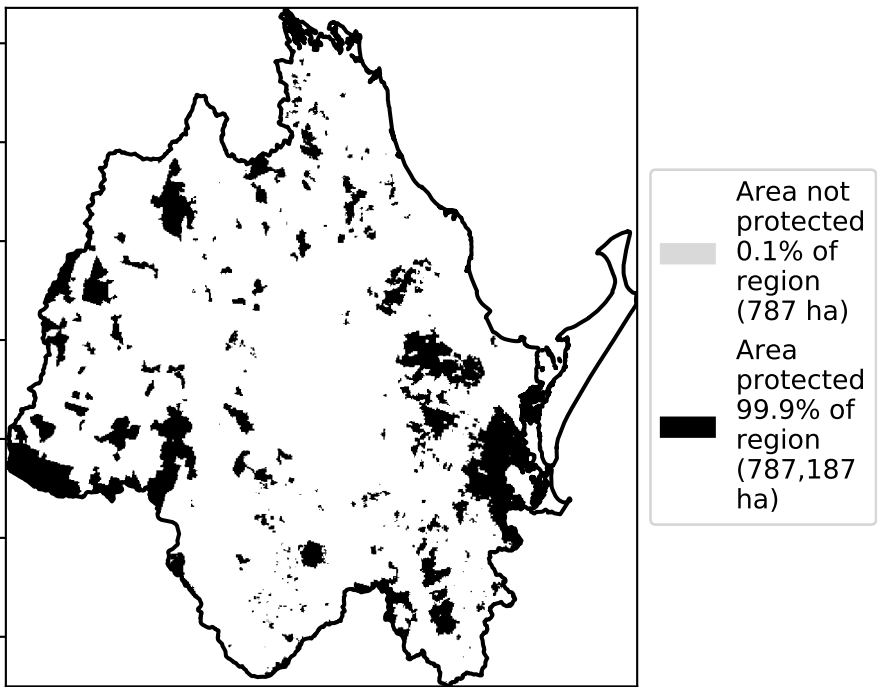 Area not
protected
0.1% of
region
(787 ha)
Area
protected
99.9% of
region
(787,187
ha)